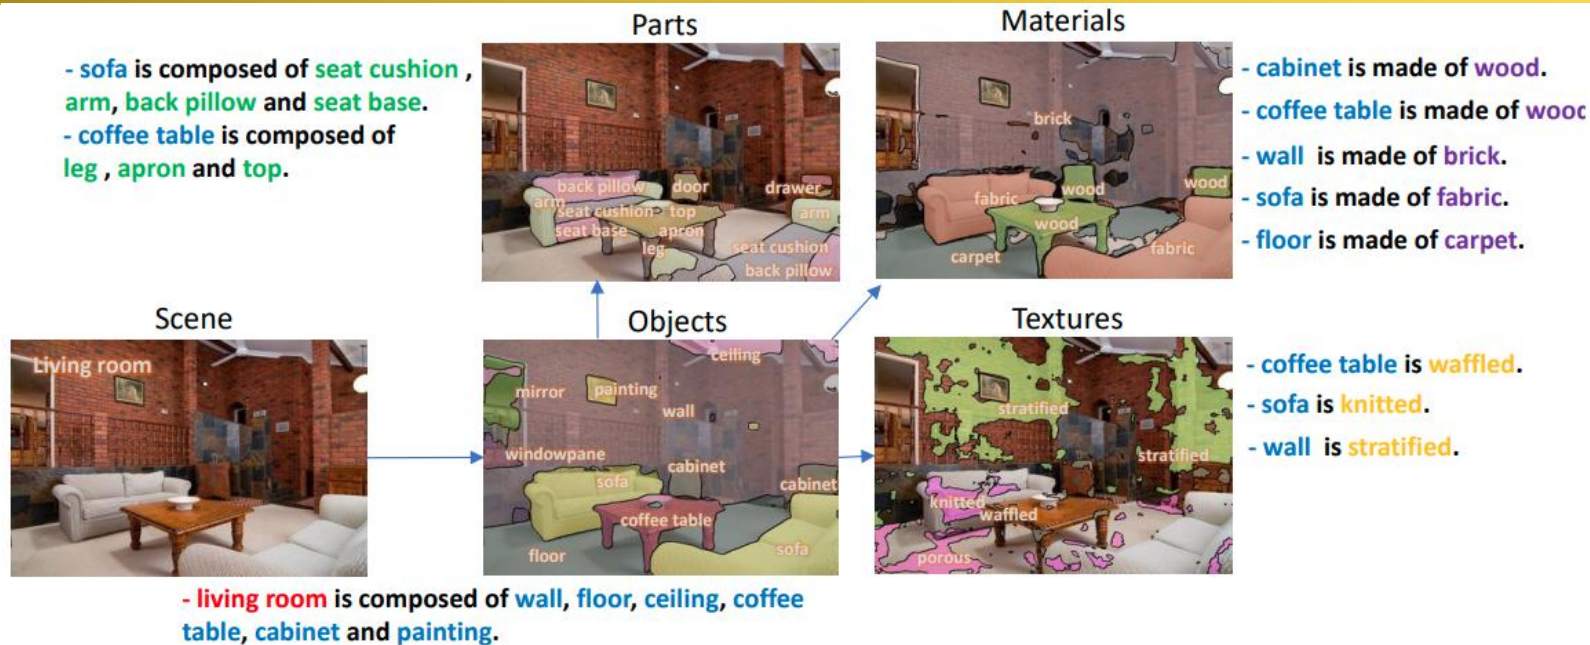 Parts
Materials
- sofa is composed of seat cushion ,
arm, back pillow and seat base.
- coffee table is composed of
leg , apron and top.
back pillow
door
drawer
arm
seat cushion
top
arm
seat base
apron
leg
seat cushion
back pillow
brick
wood
wood
fabric
wood
carpet
fabric
- cabinet is made of wood.
- coffee table is made of wood
- wall is made of brick.
- sofa is made of fabric.
- floor is made of carpet.
Scene
Objects
Textures
Living room
ceiling
mirror
painting
wall
windowpane
cabinet
sofa
cabinet
coffee table
floor
sofa
stratified
stratified
knitted
waffled
porous
- coffee table is waffled.
- sofa is knitted.
- wall is stratified.
- living room is composed of wall, floor, ceiling, coffee
table, cabinet and painting.